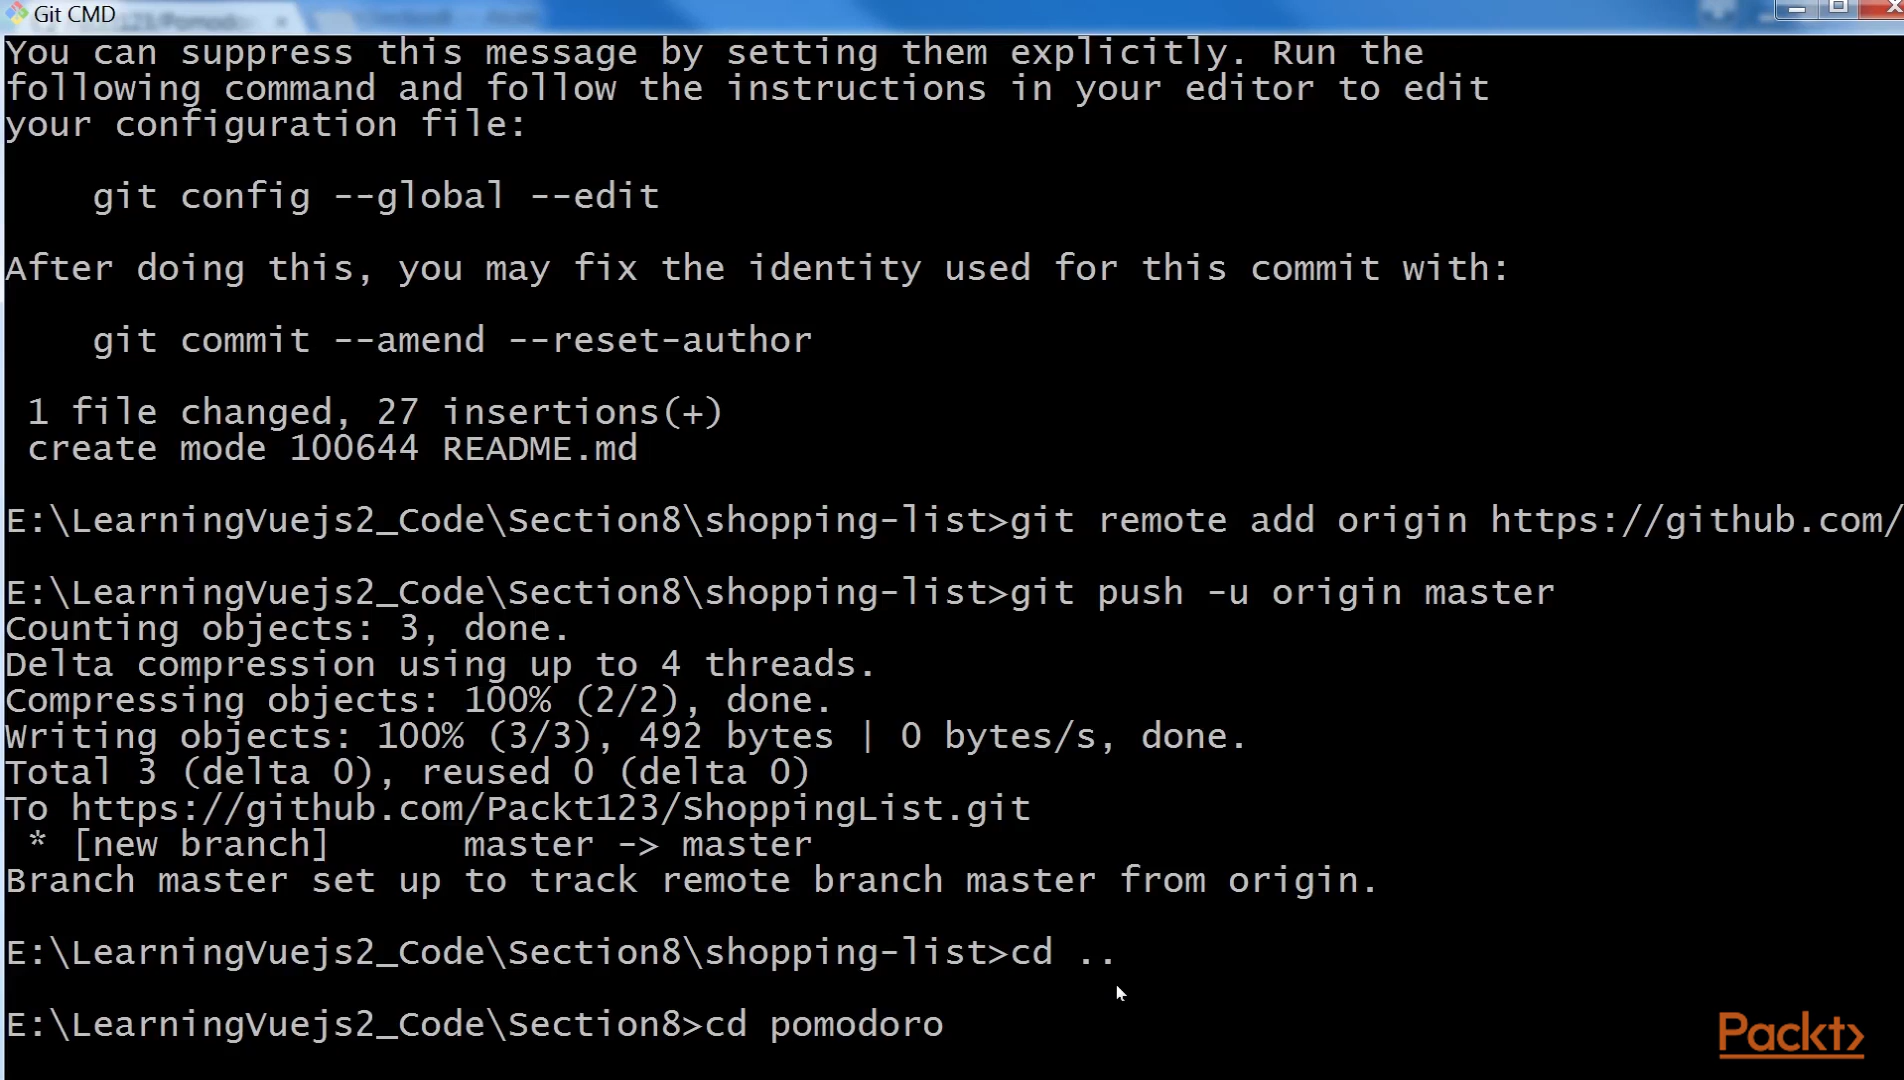 Git CMD
You can suppress this message by setting them explicitly. Run the
following command and follow the instructions in your editor to edit
your configuration file:
git config --global --edit
After doing this, you may fix the identity used for this commit with:
git commit --amend --reset-author
1 file changed, 27 insertions(+)
create mode 100644 README.md
E:\LearningVuejs2_Code\Section8\shopping-list>git remote add origin https://github.com/
E:\LearningVuejs2_Code\Section8\shopping-list>git push -u origin master
Counting objects: 3, done.
Delta compression using up to 4 threads.
Compressing objects: 100% (2/2), done.
Writing objects: 100% (3/3), 492 bytes | 0 bytes/s, done.
Total 3 (delta 0), reused 0 (delta 0)
To https://github.com/Packt123/ShoppingList.git
* [new branch]      master -> master
Branch master set up to track remote branch master from origin.
E:\LearningVuejs2_Code\Section8\shopping-list>cd ..
E:\LearningVuejs2_Code\Section8>cd pomodoro
Packt>